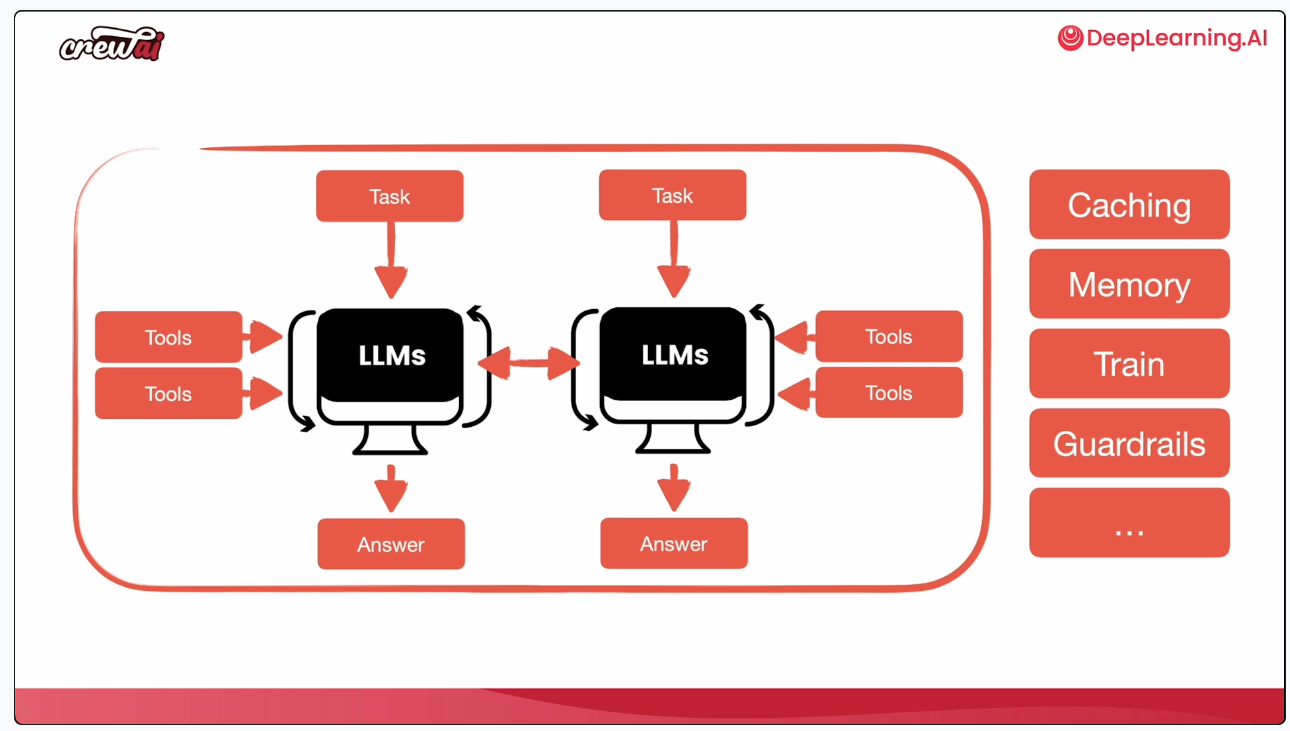 crewai
DeepLearning.AI
Task
Task
Caching
Memory
Tools
Tools
LLMs
LLMs
Tools
Tools
Train
Guardrails
Answer
Answer
...